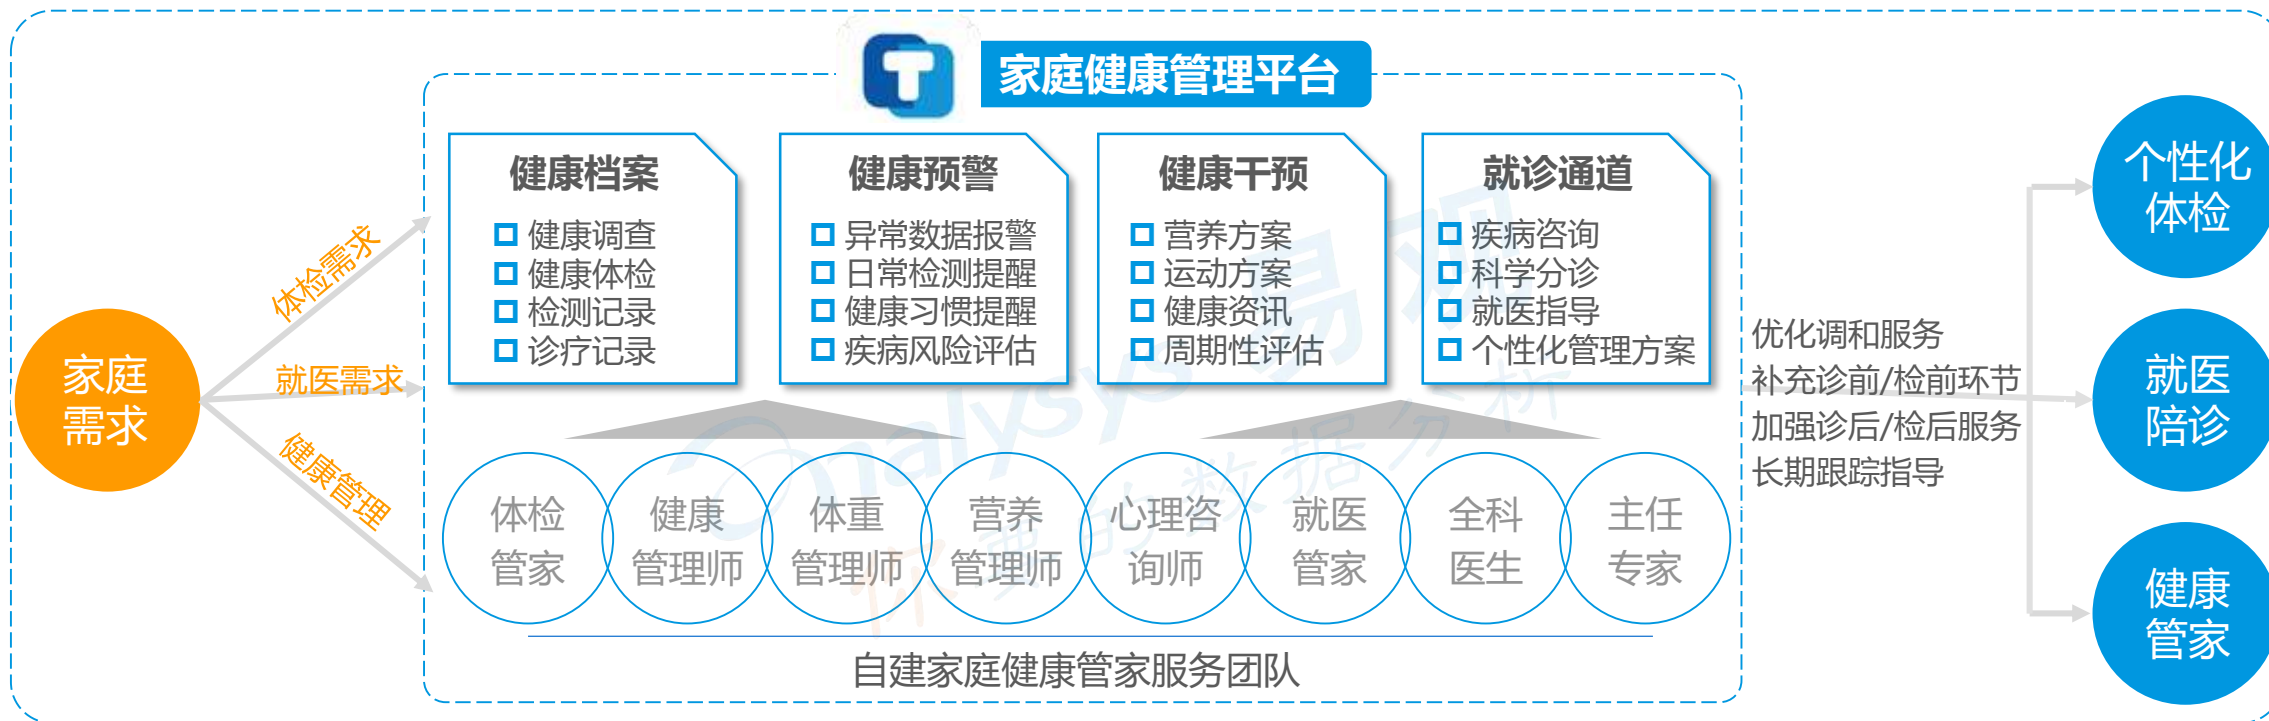 家庭健康管理平台
健康档案
健康调查
健康体检
检测记录
诊疗记录
健康预警
异常数据报警
日常检测提醒
健康习惯提醒
疾病风险评估
健康干预
营养方案
运动方案
健康资讯
周期性评估
就诊通道
疾病咨询
科学分诊
就医指导
个性化管理方案
家庭
需求
体检需求
就医需求
健康管理
体检
管家
健康
管理师
体重
管理师
营养
管理师
心理咨
询师
就医
管家
全科
医生
主任
专家
自建家庭健康管家服务团队
优化调和服务
补充诊前/检前环节
加强诊后/检后服务
长期跟踪指导
个性化
体检
就医
陪诊
健康
管家
Analysys 易观
你要的数据分析